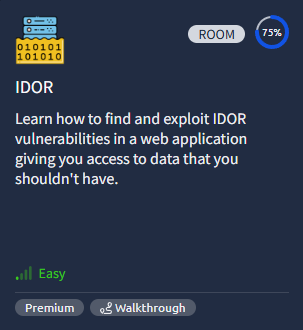 010101
101010
ROOM
75%
IDOR
Learn how to find and exploit IDOR
vulnerabilities in a web application
giving you access to data that you
shouldn't have.
Easy
Premium
Walkthrough